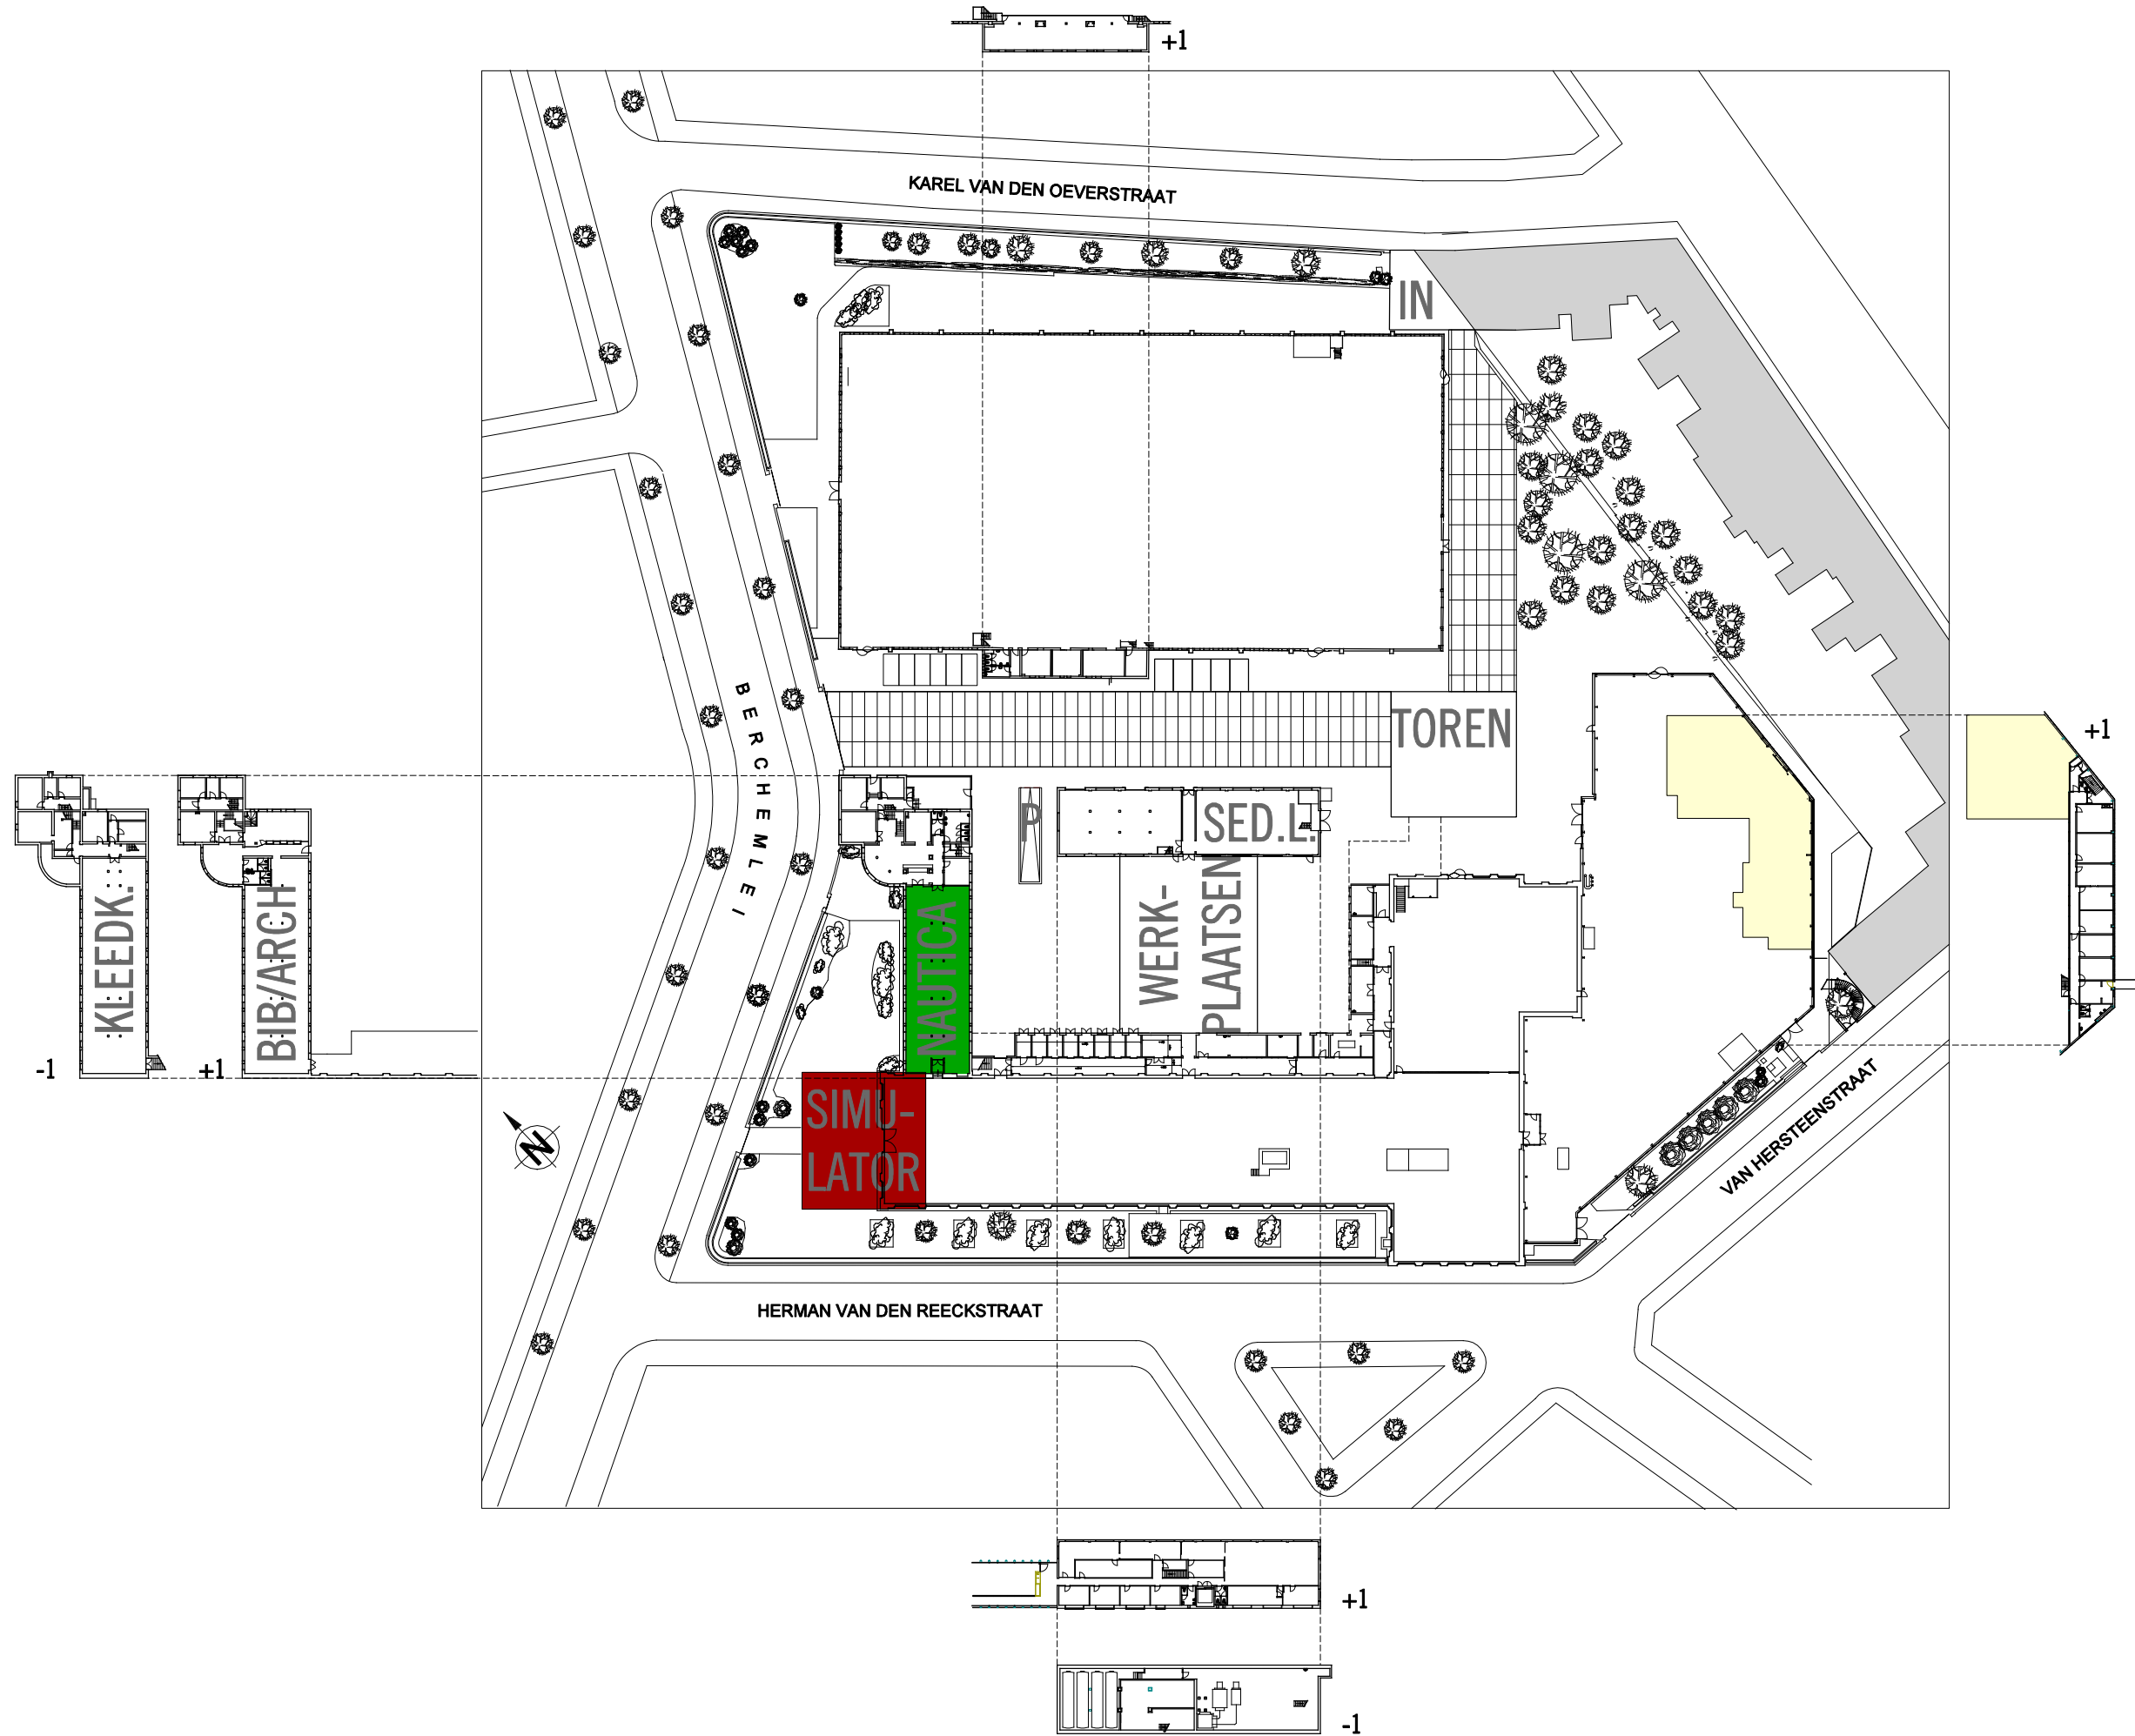 +1
KAREL VAN DEN OEVERSTRAAT
IN
BERCHEMLEI
TOREN
+1
P
SED.L.
WERK-
PLAATSEN
NAUTICA
KLEEDK.
BIB/ARCH
-1
+1
SIMU-
LATOR
N
VAN HERSTEENSTRAAT
HERMAN VAN DEN REECKSTRAAT
+1
-1